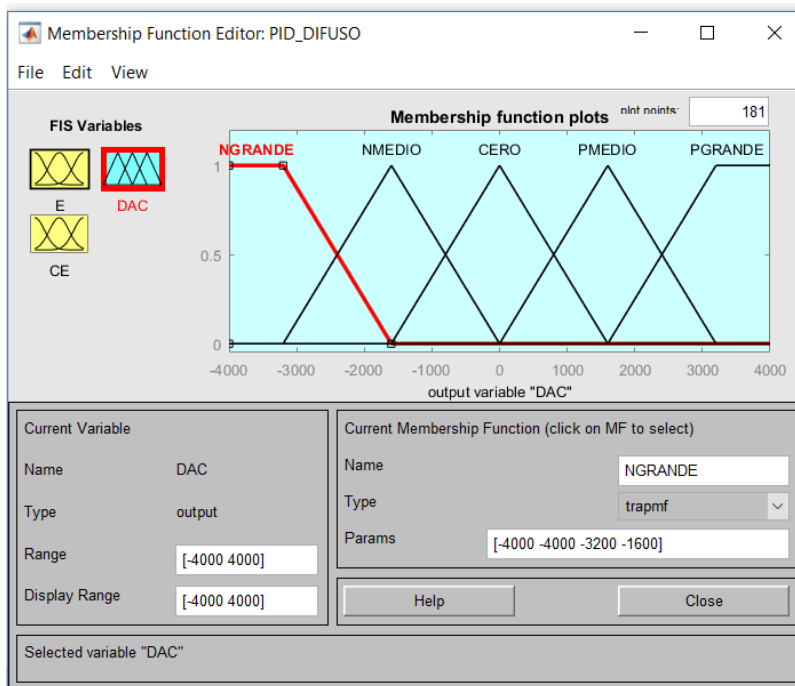 Membership Function Editor: PID_DIFUSO
File Edit View
FIS Variables
E
DAC
CE
Membership function plots
plot points:
181
NGRANDE NMEDIO CERO PMEDIO PGRANDE
1
0.5
0
-4000 -3000 -2000 -1000 0 1000 2000 3000 4000
output variable "DAC"
Current Variable
Name DAC
Type output
Range [-4000 4000]
Display Range [-4000 4000]
Current Membership Function (click on MF to select)
Name NGRANDE
Type trapmf
Params [-4000 -4000 -3200 -1600]
Help Close
Selected variable "DAC"